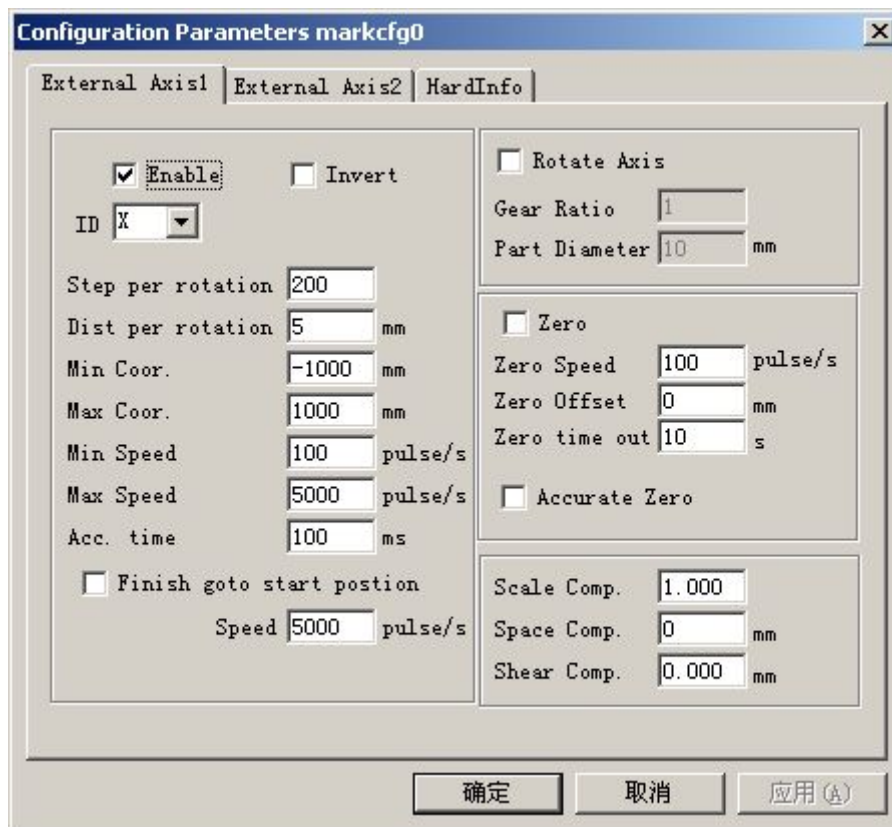 Configuration Parameters markcfg0
External Axis1 External Axis2 HardInfo
Enable Invert
ID X
Step per rotation 200
Dist per rotation 5 mm
Min Coor. -1000 mm
Max Coor. 1000 mm
Min Speed 100 pulse/s
Max Speed 5000 pulse/s
Acc. time 100 ms
Finish goto start postion
Speed 5000 pulse/s
Rotate Axis
Gear Ratio 1
Part Diameter 10 mm
Zero
Zero Speed 100 pulse/s
Zero Offset 0 mm
Zero time out 10 s
Accurate Zero
Scale Comp. 1.000
Space Comp. 0 mm
Shear Comp. 0.000 mm
确定 取消 应用(A)